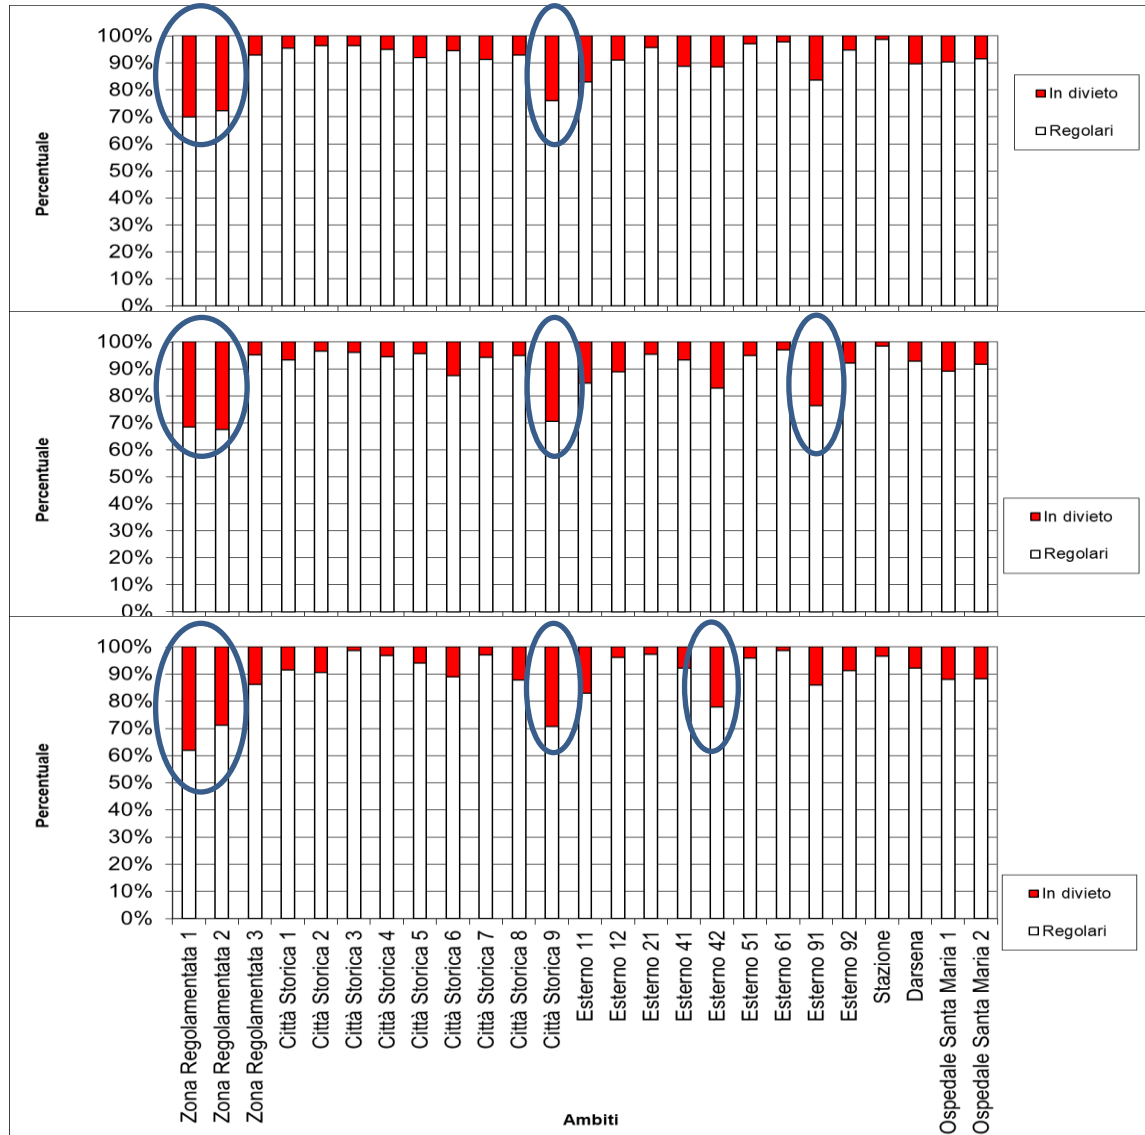 100%
90%
80%
70%
60%
50%
40%
30%
20%
10%
0%
Percentuale
In divieto
Regolari
100%
90%
80%
70%
60%
50%
40%
30%
20%
10%
0%
Percentuale
In divieto
Regolari
100%
90%
80%
70%
60%
50%
40%
30%
20%
10%
0%
Percentuale
In divieto
Regolari
Zona Regolamentata 1
Zona Regolamentata 2
Zona Regolamentata 3
Città Storica 1
Città Storica 2
Città Storica 3
Città Storica 4
Città Storica 5
Città Storica 6
Città Storica 7
Città Storica 8
Città Storica 9
Esterno 11
Esterno 12
Esterno 21
Esterno 41
Esterno 42
Esterno 51
Esterno 61
Esterno 91
Esterno 92
Stazione
Darsena
Ospedale Santa Maria 1
Ospedale Santa Maria 2
Ambiti